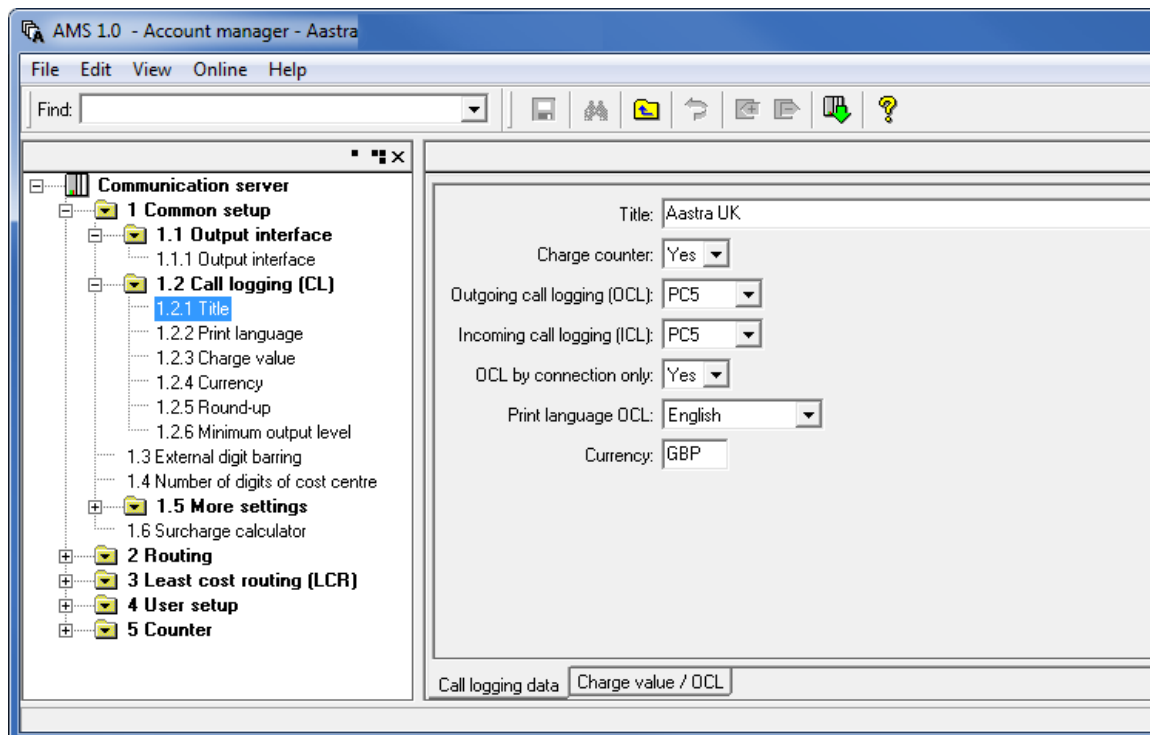 AMS 1.0 - Account manager - Aastra
File Edit View Online Help
Find:
Communication server
1 Common setup
1.1 Output interface
1.1.1 Output interface
1.2 Call logging (CL)
1.2.1 Title
1.2.2 Print language
1.2.3 Charge value
1.2.4 Currency
1.2.5 Round-up
1.2.6 Minimum output level
1.3 External digit barring
1.4 Number of digits of cost centre
1.5 More settings
1.6 Surcharge calculator
2 Routing
3 Least cost routing (LCR)
4 User setup
5 Counter
Title: Aastra UK
Charge counter: Yes
Outgoing call logging (OCL): PC5
Incoming call logging (ICL): PC5
OCL by connection only: Yes
Print language OCL: English
Currency: GBP
Call logging data Charge value / OCL